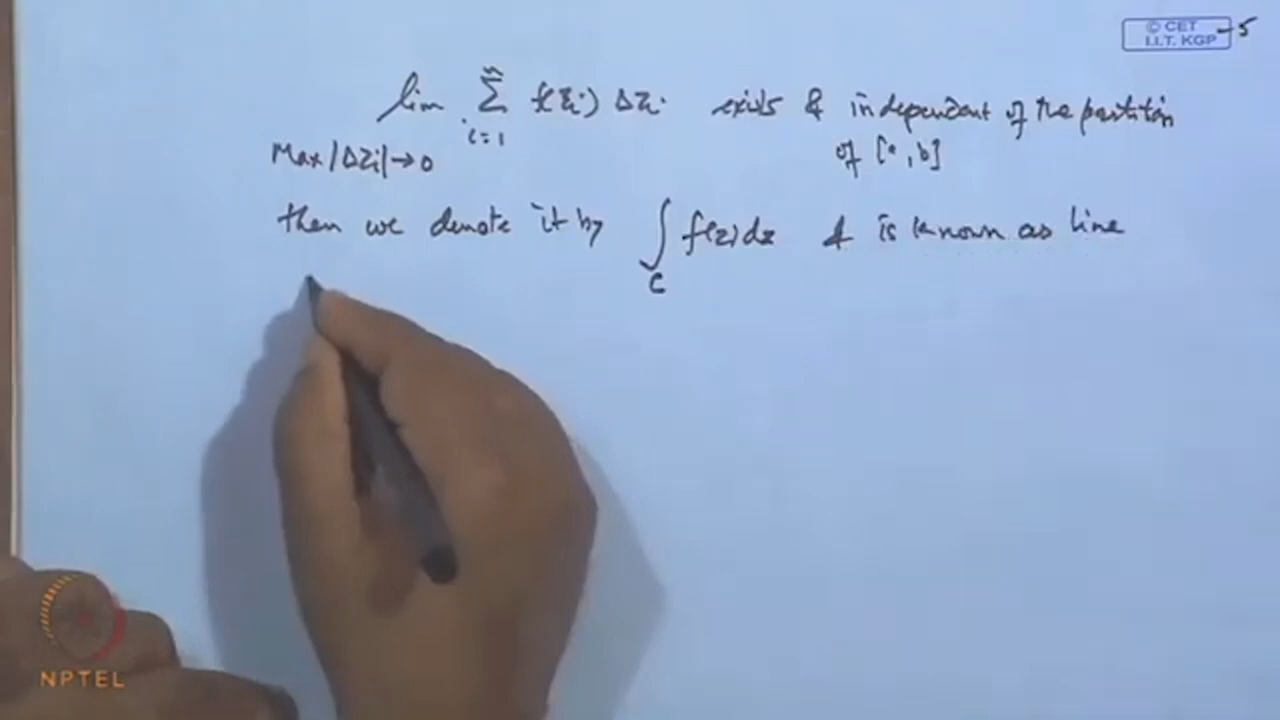 © CET
I.I.T. KGP
-5
lim Σ f(ξi) Δzi exists & independent of the partition
n
i=1
Max|Δzi|→0 of [a,b]
then we denote it by ∫ f(z)dz & is known as line
C
NPTEL